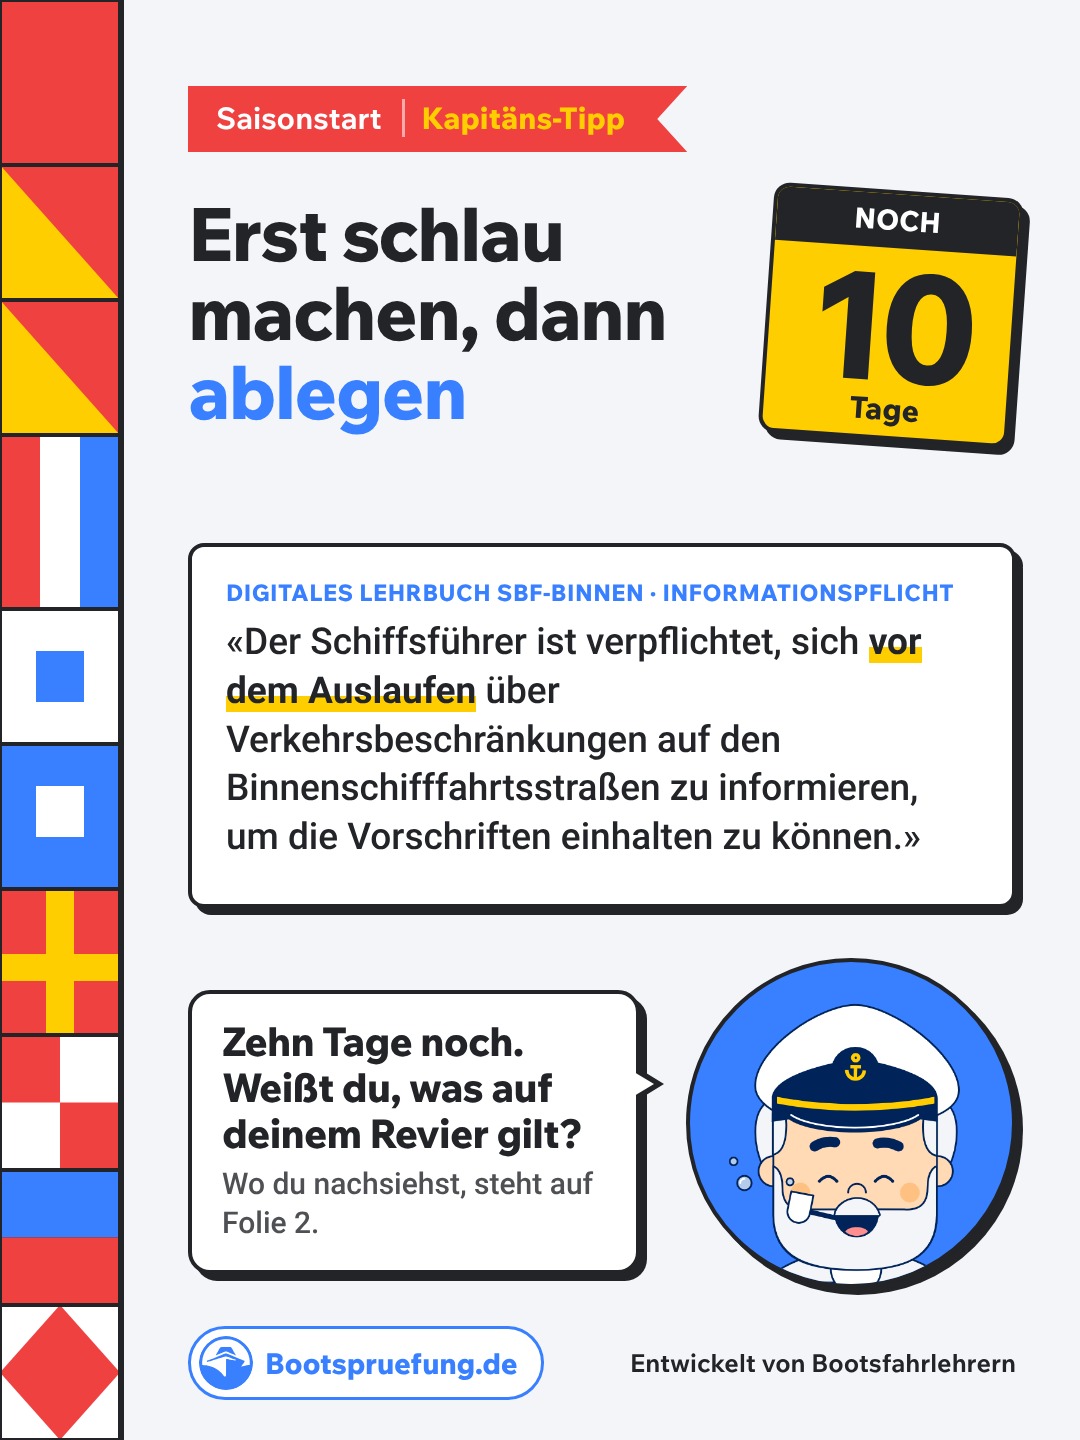 Saisonstart | Kapitäns-Tipp
Erst schlau
machen, dann
ablegen
NOCH
10
Tage
DIGITALES LEHRBUCH SBF-BINNEN · INFORMATIONSPFLICHT
«Der Schiffsführer ist verpflichtet, sich vor
dem Auslaufen über
Verkehrsbeschränkungen auf den
Binnenschifffahrtsstraßen zu informieren,
um die Vorschriften einhalten zu können.»
Zehn Tage noch.
Weißt du, was auf
deinem Revier gilt?
Wo du nachsiehst, steht auf
Folie 2.
Bootspruefung.de
Entwickelt von Bootsfahrlehrern